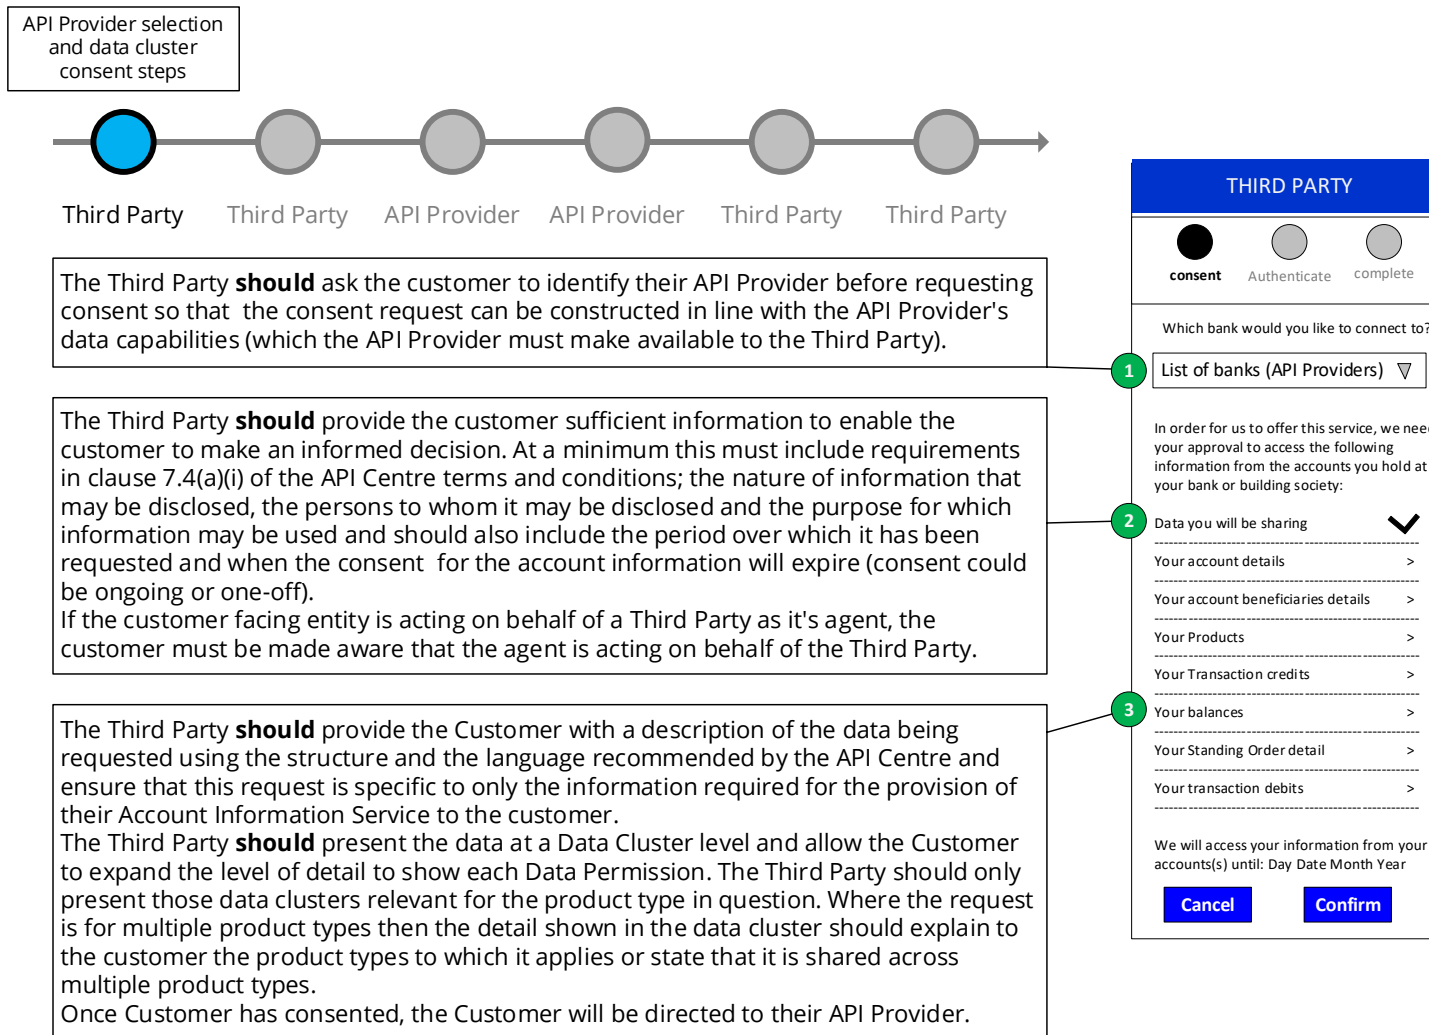 API Provider selection
and data cluster
consent steps
Third Party
Third Party
API Provider
API Provider
Third Party
Third Party
The Third Party should ask the customer to identify their API Provider before requesting
consent so that the consent request can be constructed in line with the API Provider's
data capabilities (which the API Provider must make available to the Third Party).
The Third Party should provide the customer sufficient information to enable the
customer to make an informed decision. At a minimum this must include requirements
in clause 7.4(a)(i) of the API Centre terms and conditions; the nature of information that
may be disclosed, the persons to whom it may be disclosed and the purpose for which
information may be used and should also include the period over which it has been
requested and when the consent for the account information will expire (consent could
be ongoing or one-off).
If the customer facing entity is acting on behalf of a Third Party as it's agent, the
customer must be made aware that the agent is acting on behalf of the Third Party.
The Third Party should provide the Customer with a description of the data being
requested using the structure and the language recommended by the API Centre and
ensure that this request is specific to only the information required for the provision of
their Account Information Service to the customer.
The Third Party should present the data at a Data Cluster level and allow the Customer
to expand the level of detail to show each Data Permission. The Third Party should only
present those data clusters relevant for the product type in question. Where the request
is for multiple product types then the detail shown in the data cluster should explain to
the customer the product types to which it applies or state that it is shared across
multiple product types.
Once Customer has consented, the Customer will be directed to their API Provider.
THIRD PARTY
consent
Authenticate
complete
Which bank would you like to connect to?
1
List of banks (API Providers)
In order for us to offer this service, we need
your approval to access the following
information from the accounts you hold at
your bank or building society:
2
Data you will be sharing
Your account details >
Your account beneficiaries details >
Your Products >
Your Transaction credits >
3
Your balances >
Your Standing Order detail >
Your transaction debits >
We will access your information from your
accounts(s) until: Day Date Month Year
Cancel
Confirm